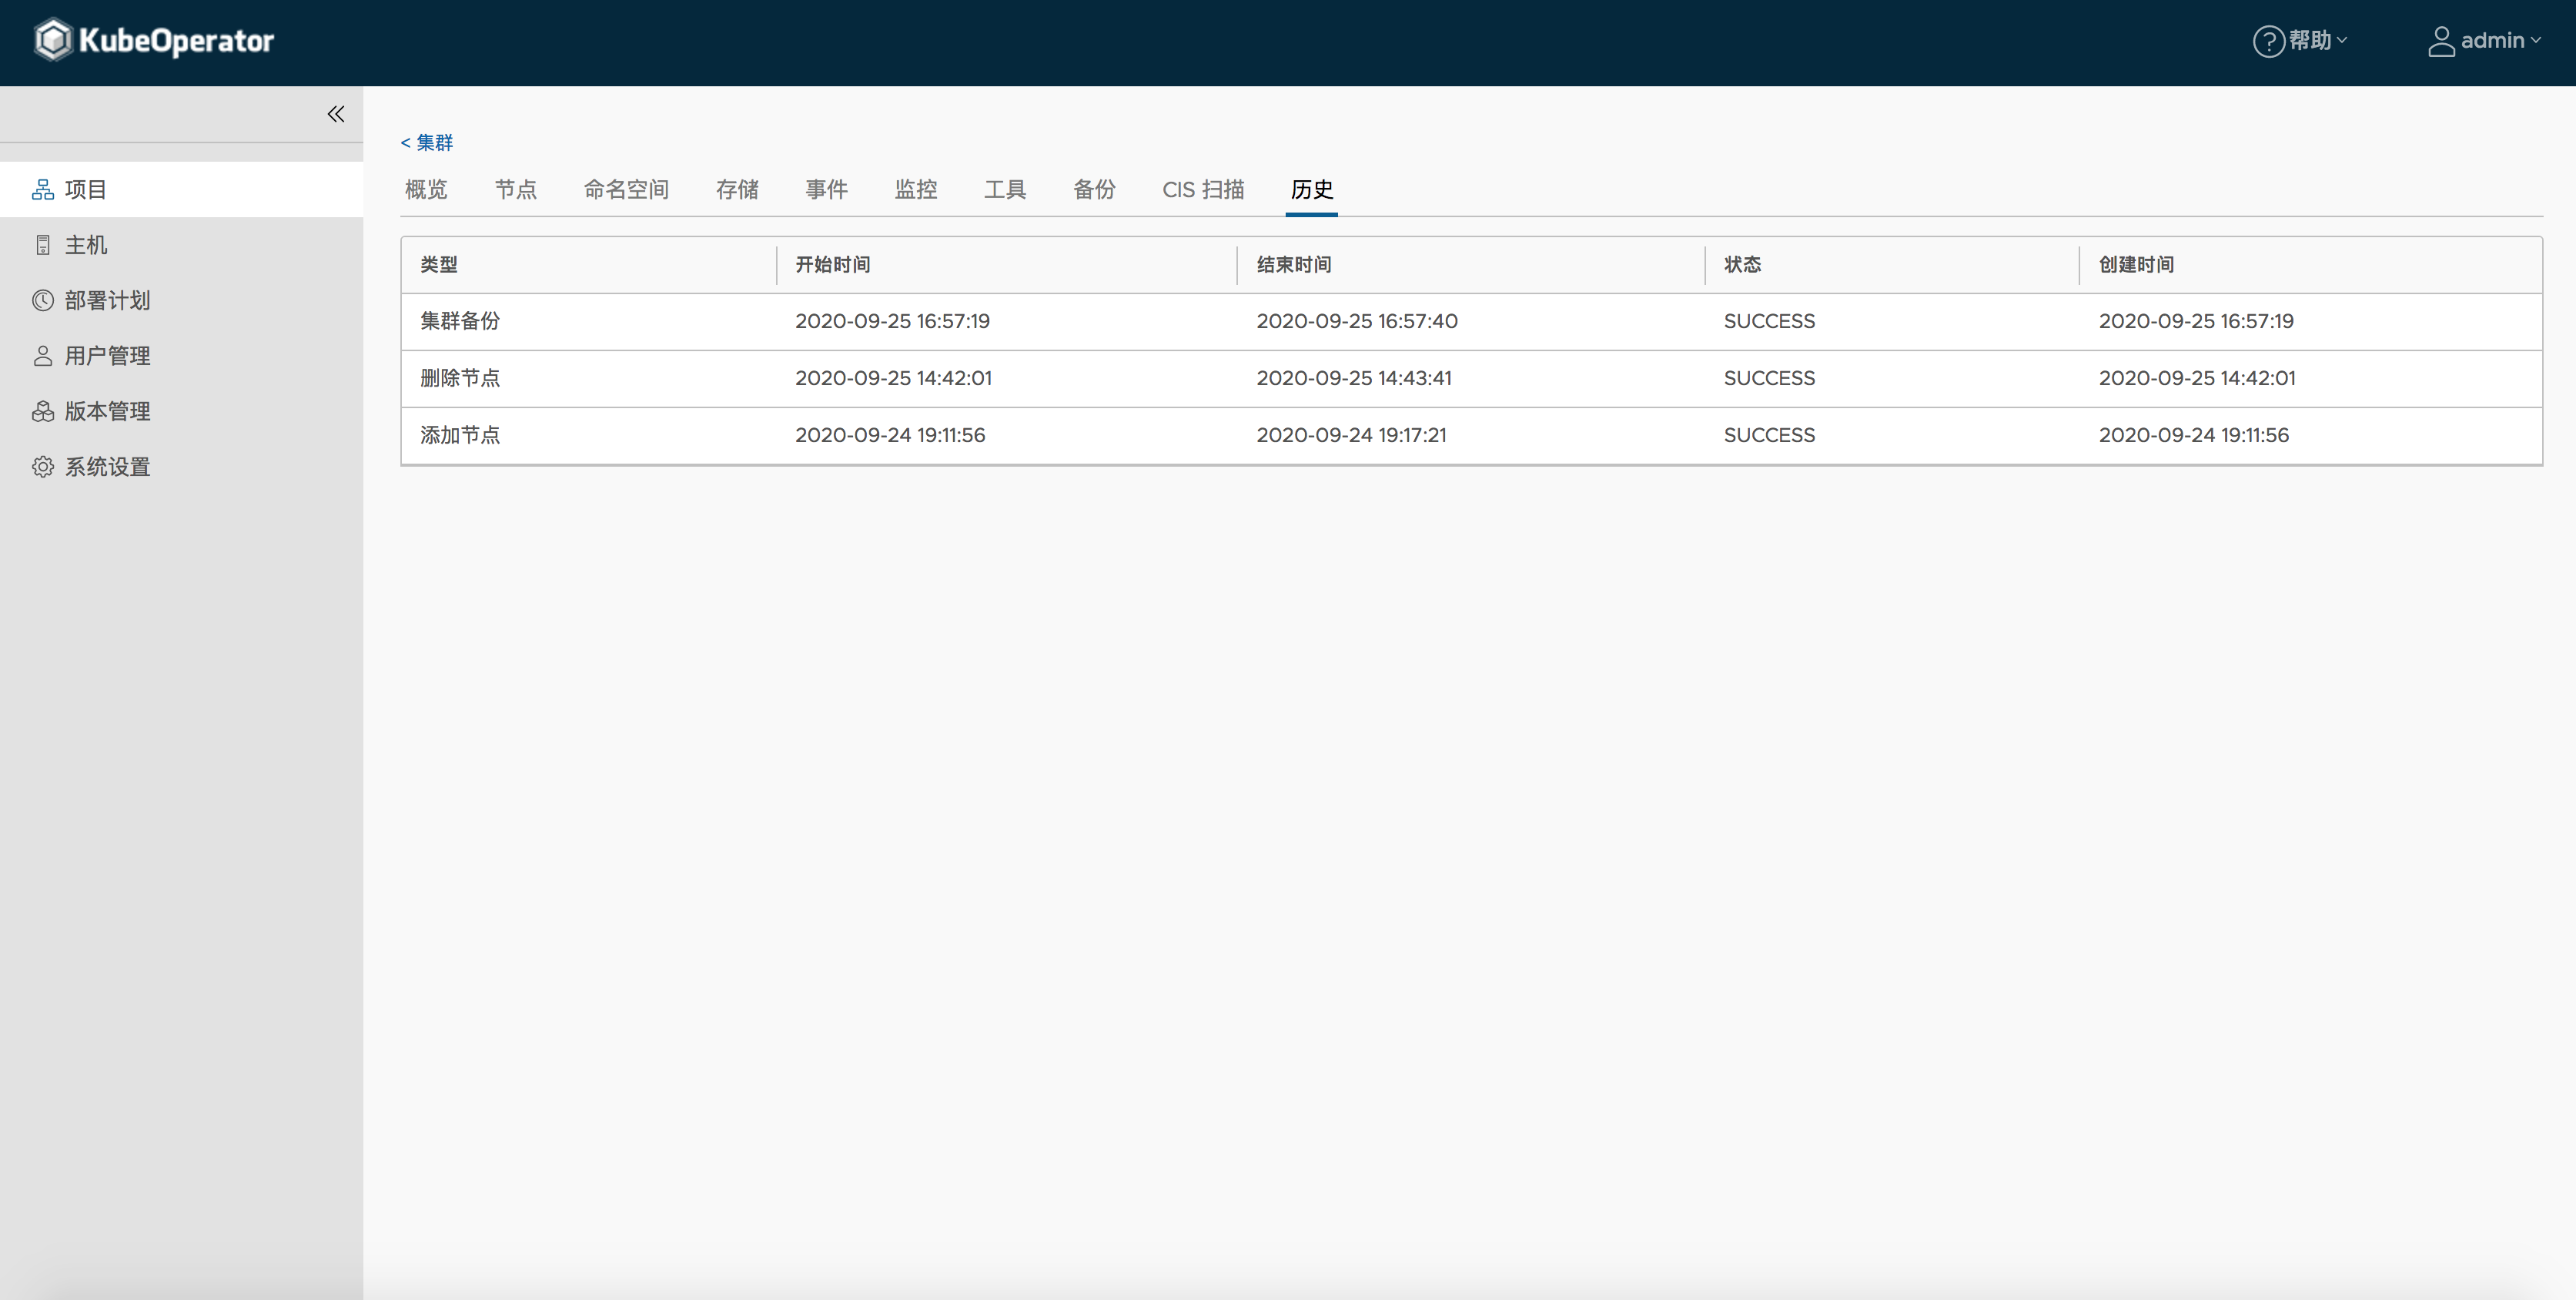 KubeOperator
帮助
admin
项目
主机
部署计划
用户管理
版本管理
系统设置
< 集群
概览 节点 命名空间 存储 事件 监控 工具 备份 CIS 扫描 历史
类型 开始时间 结束时间 状态 创建时间
集群备份 2020-09-25 16:57:19 2020-09-25 16:57:40 SUCCESS 2020-09-25 16:57:19
删除节点 2020-09-25 14:42:01 2020-09-25 14:43:41 SUCCESS 2020-09-25 14:42:01
添加节点 2020-09-24 19:11:56 2020-09-24 19:17:21 SUCCESS 2020-09-24 19:11:56